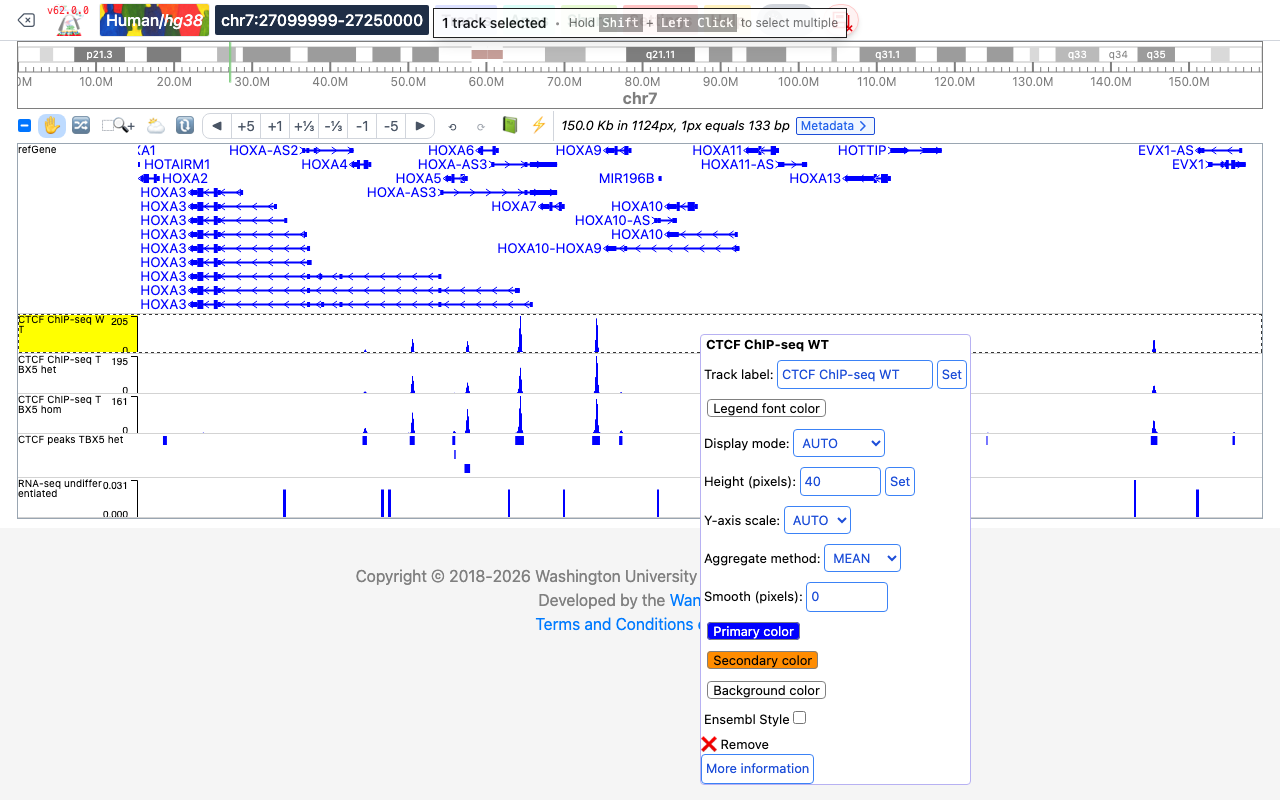 v62.0.0
Human/hg38
chr7:27099999-27250000
1 track selected • Hold Shift + Left Click to select multiple
p21.3 q21.11 q31.1 q33 q34 q35
0M 10.0M 20.0M 30.0M 40.0M 50.0M 60.0M 70.0M 80.0M 90.0M 100.0M 110.0M 120.0M 130.0M 140.0M 150.0M
chr7
+5 +1 +⅓ -⅓ -1 -5
150.0 Kb in 1124px, 1px equals 133 bp
Metadata >
refGene
XA1 HOXA-AS2 HOXA6 HOXA9 HOXA11 HOTTIP EVX1-AS
HOTAIRM1 HOXA4 HOXA-AS3 HOXA11-AS EVX1
HOXA2 HOXA5 MIR196B HOXA13
HOXA3 HOXA-AS3
HOXA3 HOXA7 HOXA10
HOXA3 HOXA10-AS
HOXA3 HOXA10
HOXA3 HOXA10-HOXA9
HOXA3
HOXA3
HOXA3
HOXA3
CTCF ChIP-seq W 205
T
0
CTCF ChIP-seq T 195
BX5 het
0
CTCF ChIP-seq T 161
BX5 hom
0
CTCF peaks TBX5 het
RNA-seq undiffer 0.031
entiated
0.000
CTCF ChIP-seq WT
Track label: CTCF ChIP-seq WT Set
Legend font color
Display mode: AUTO
Height (pixels): 40 Set
Y-axis scale: AUTO
Aggregate method: MEAN
Smooth (pixels): 0
Primary color
Secondary color
Background color
Ensembl Style
Remove
More information
Copyright © 2018-2026 Washington University
Developed by the Wan
Terms and Conditions